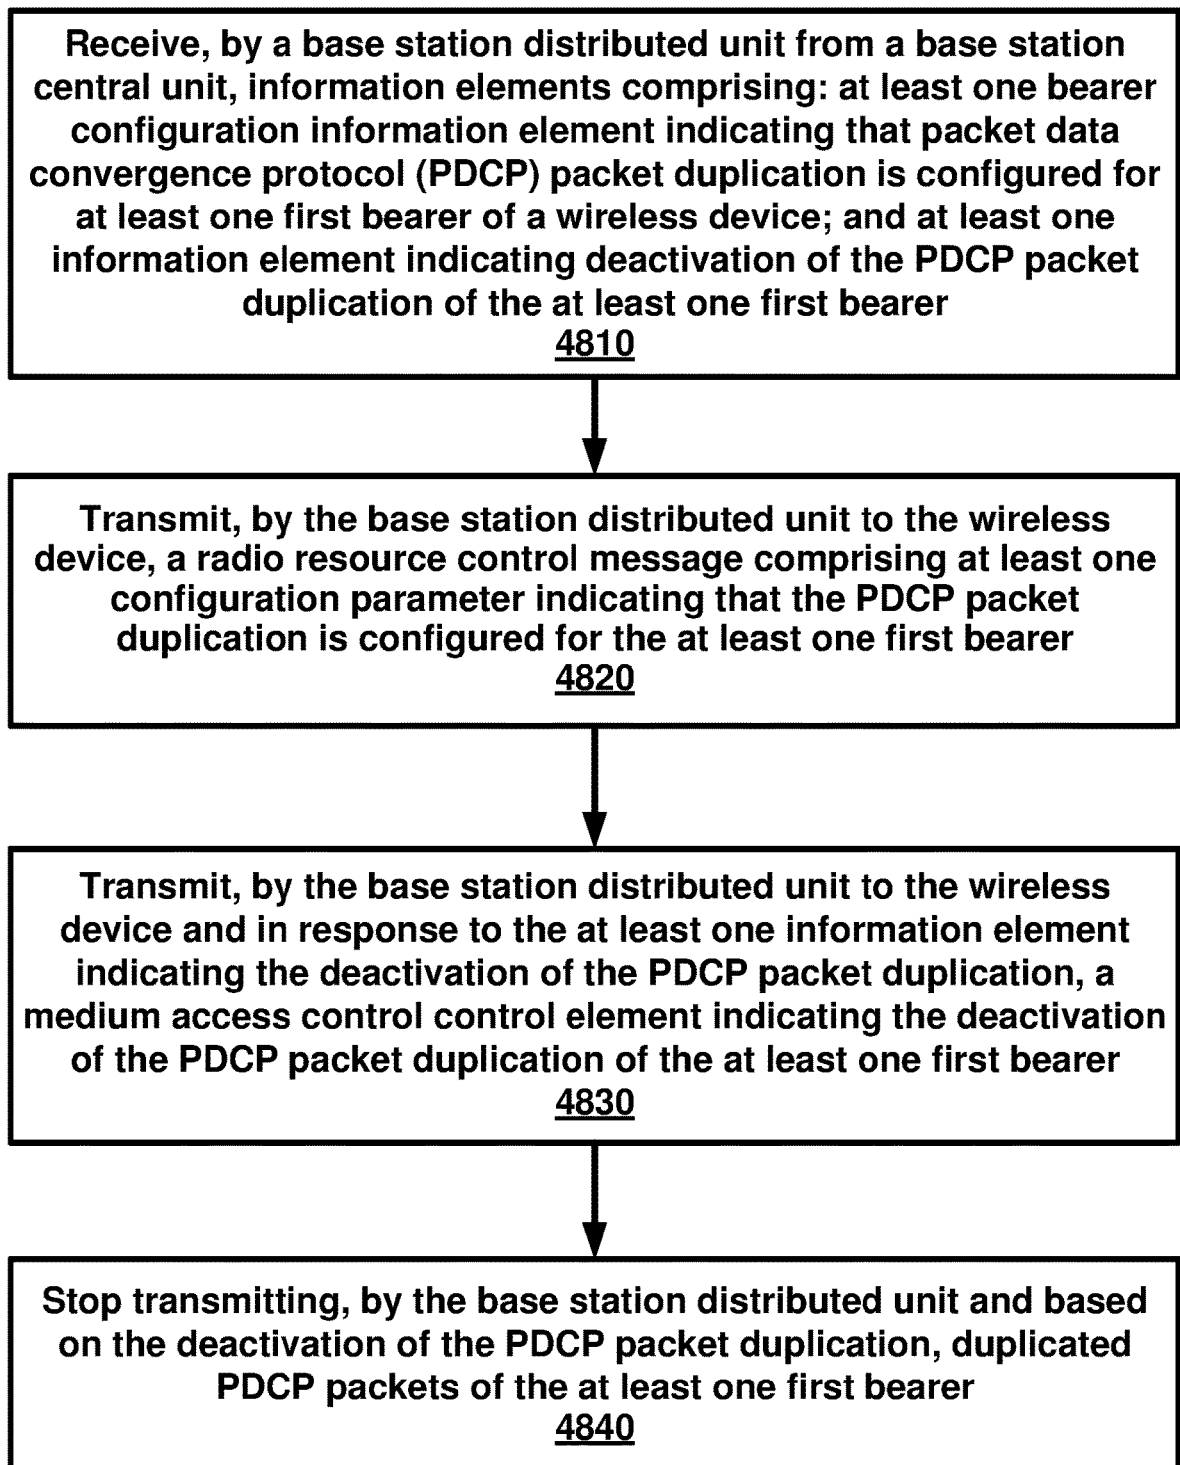 Receive, by a base station distributed unit from a base station
central unit, information elements comprising: at least one bearer
configuration information element indicating that packet data
convergence protocol (PDCP) packet duplication is configured for
at least one first bearer of a wireless device; and at least one
information element indicating deactivation of the PDCP packet
duplication of the at least one first bearer
4810
Transmit, by the base station distributed unit to the wireless
device, a radio resource control message comprising at least one
configuration parameter indicating that the PDCP packet
duplication is configured for the at least one first bearer
4820
Transmit, by the base station distributed unit to the wireless
device and in response to the at least one information element
indicating the deactivation of the PDCP packet duplication, a
medium access control control element indicating the deactivation
of the PDCP packet duplication of the at least one first bearer
4830
Stop transmitting, by the base station distributed unit and based
on the deactivation of the PDCP packet duplication, duplicated
PDCP packets of the at least one first bearer
4840